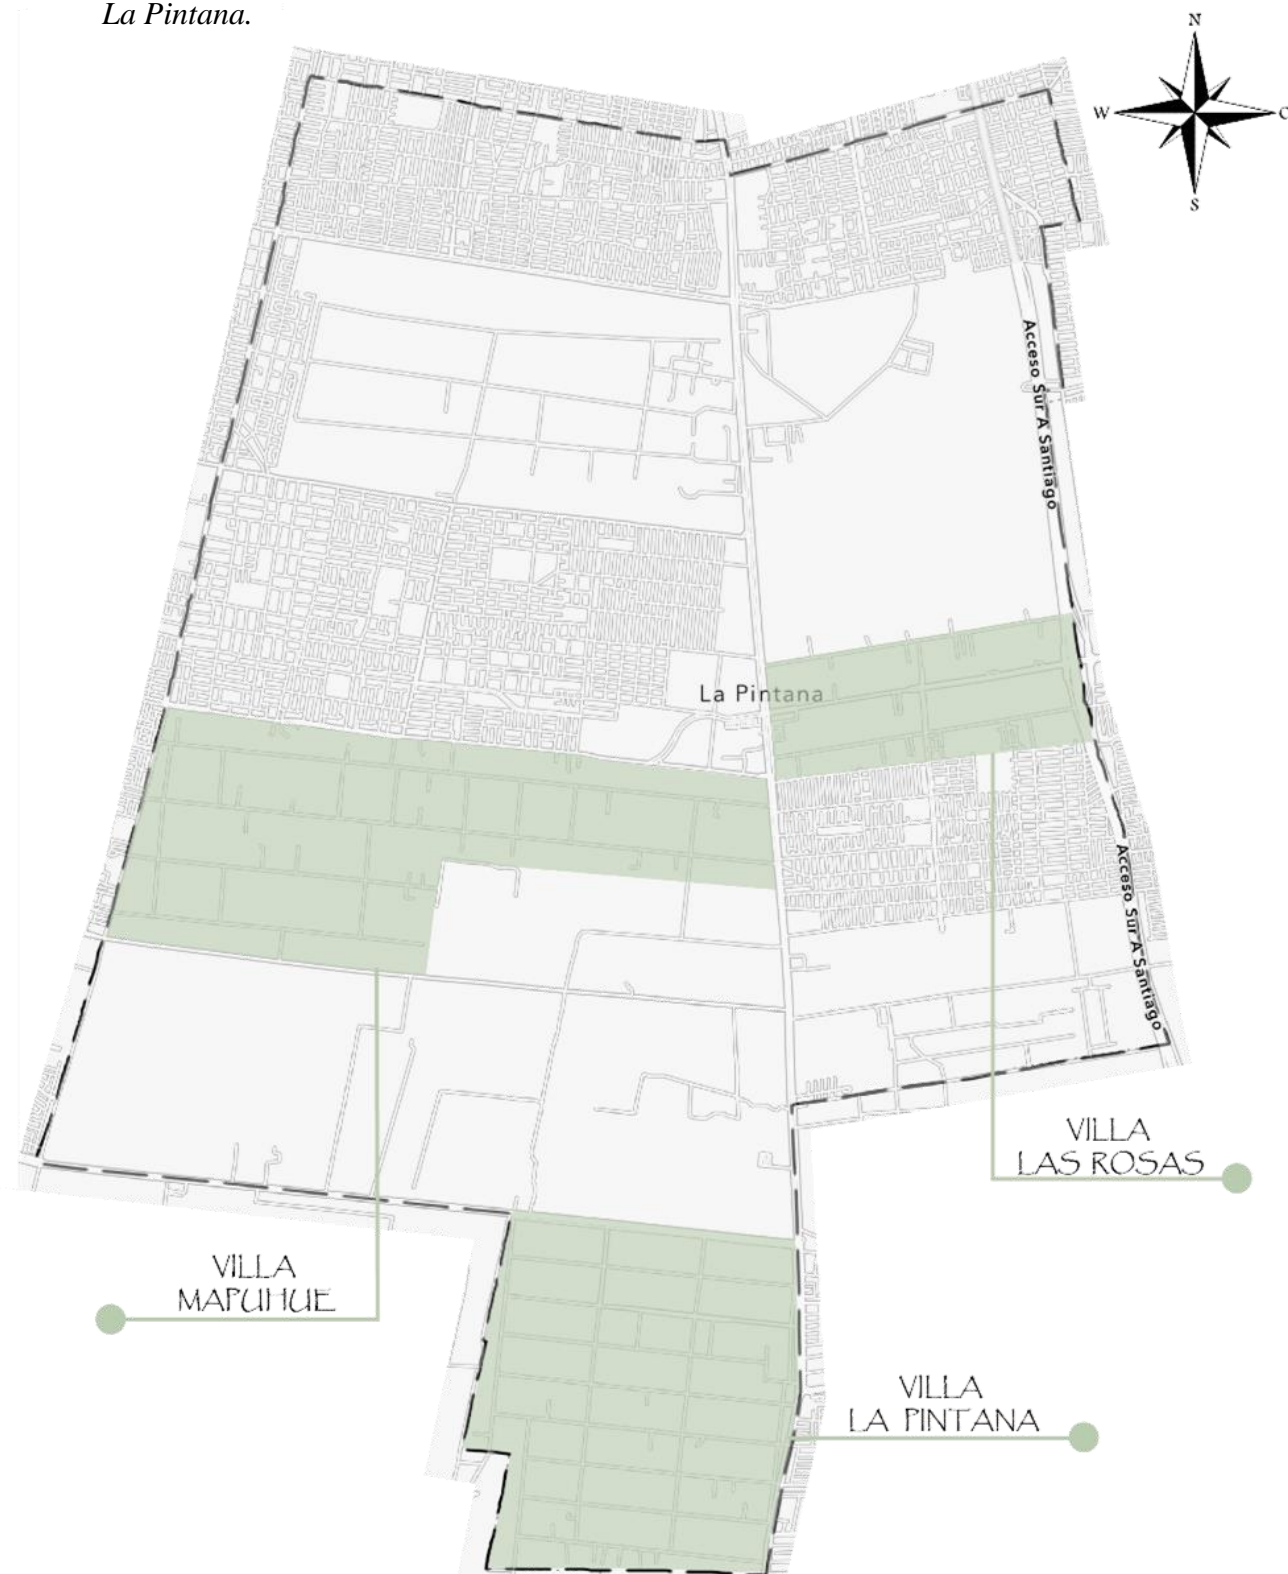 La Pintana.
N
W
S
Acceso Sur A Santiago
La Pintana
Acceso Sur A Santiago
VILLA
LAS ROSAS
VILLA
MAPUHUE
VILLA
LA PINTANA